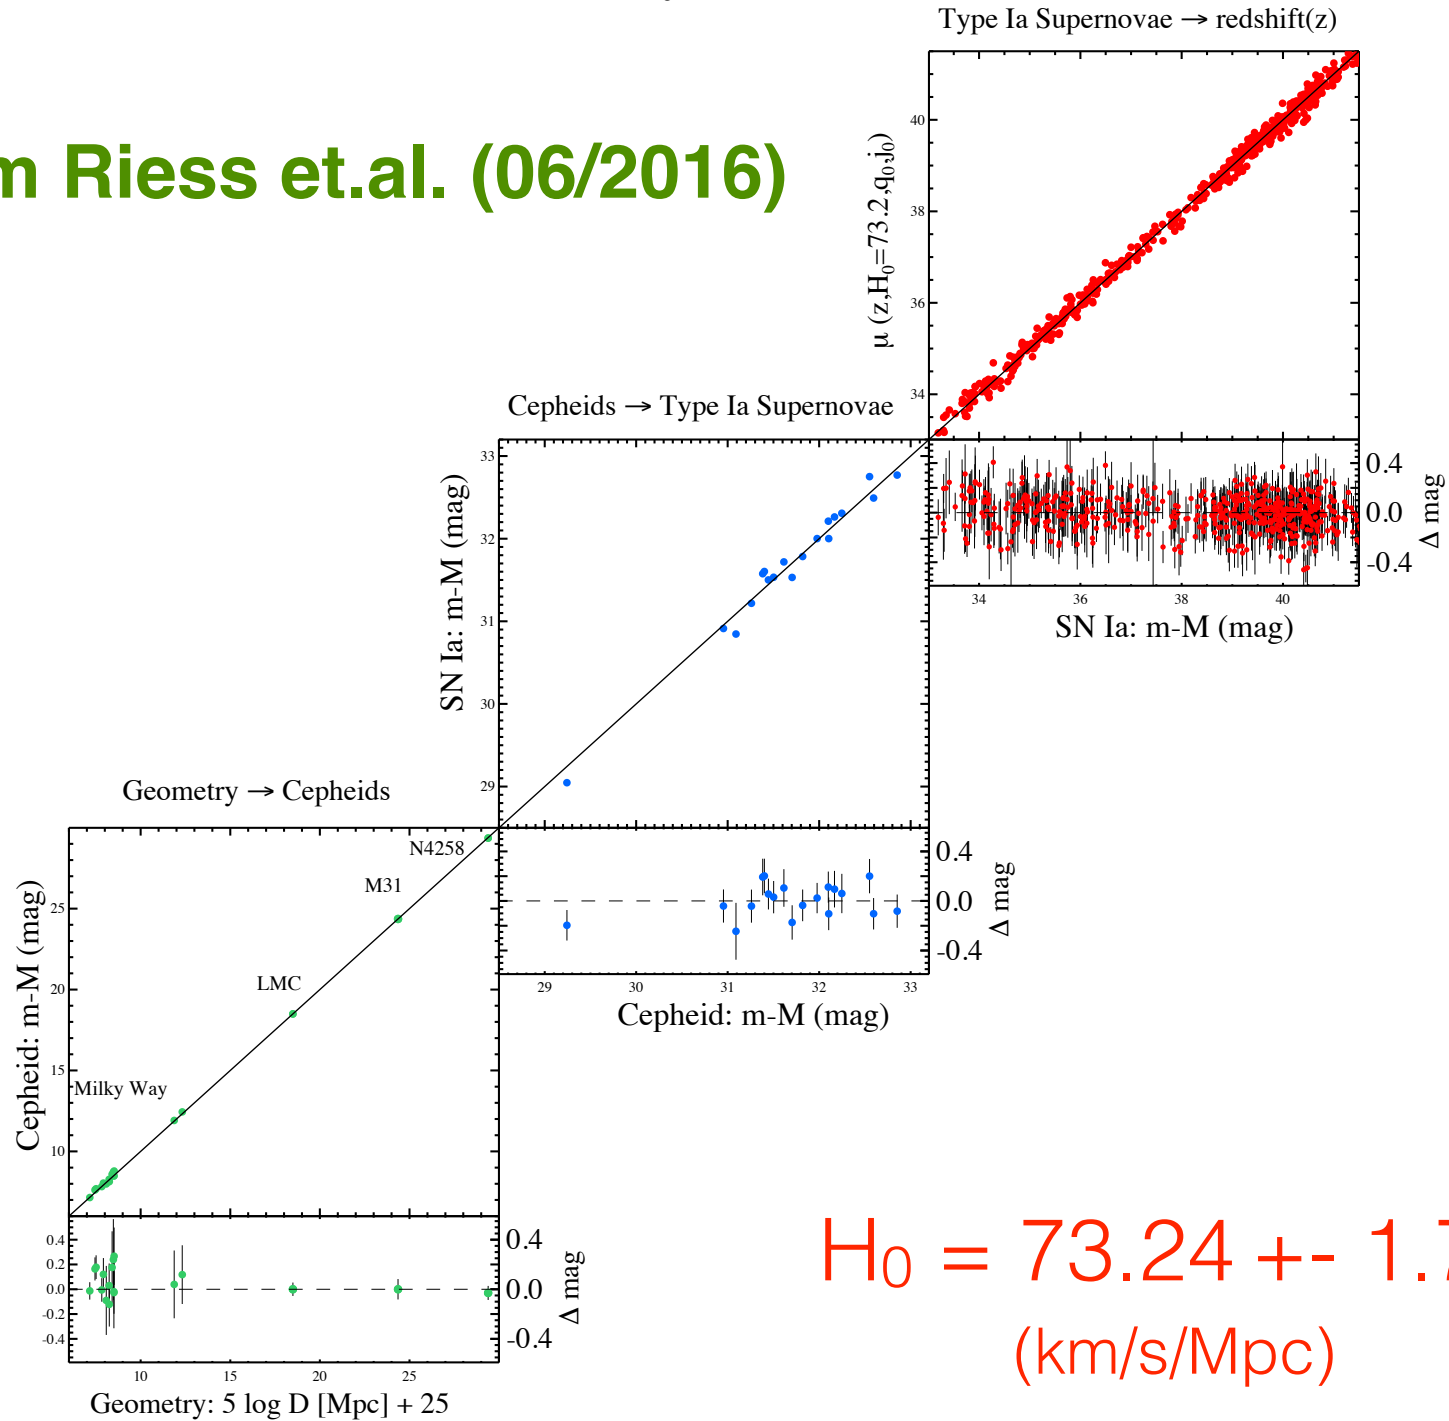 Type Ia Supernovae → redshift(z)
m Riess et.al. (06/2016)
μ (z,H₀=73.2,q₀,j₀)
40
38
36
34
0.4
0.0
-0.4
Δ mag
34 36 38 40
SN Ia: m-M (mag)
Cepheids → Type Ia Supernovae
SN Ia: m-M (mag)
33
32
31
30
29
0.4
0.0
-0.4
Δ mag
29 30 31 32 33
Cepheid: m-M (mag)
Geometry → Cepheids
Cepheid: m-M (mag)
25
20
15
10
N4258
M31
LMC
Milky Way
0.4
0.2
0.0
-0.2
-0.4
0.4
0.0
-0.4
Δ mag
10 15 20 25
Geometry: 5 log D [Mpc] + 25
H₀ = 73.24 +- 1.7
(km/s/Mpc)